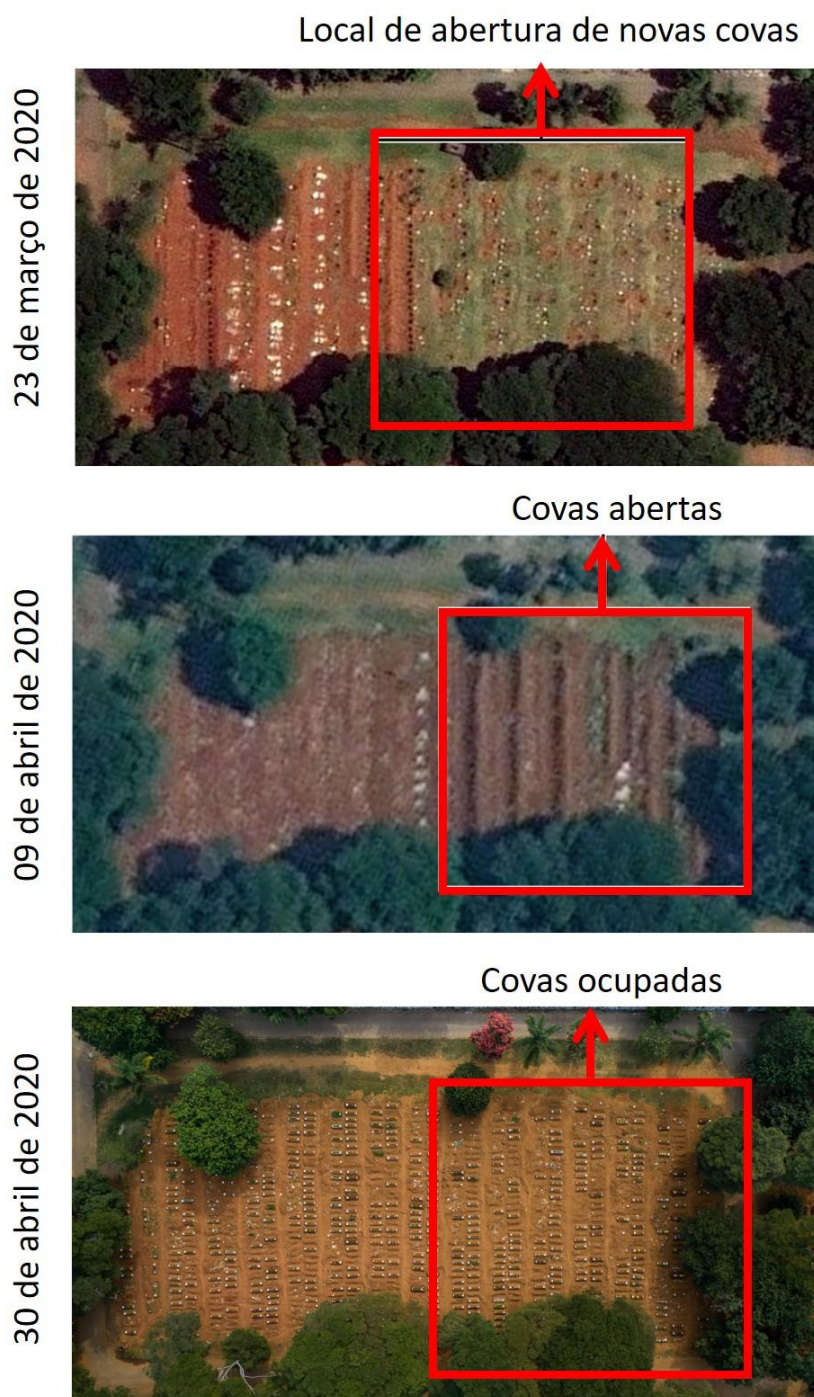 Local de abertura de novas covas
23 de março de 2020
Covas abertas
09 de abril de 2020
Covas ocupadas
30 de abril de 2020